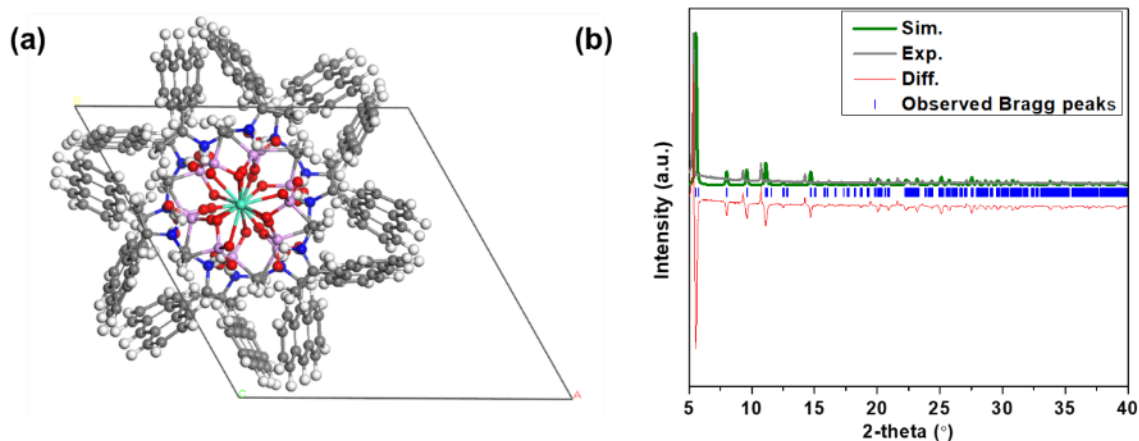 (a)
B
C
A
(b)
Sim.
Exp.
Diff.
Observed Bragg peaks
Intensity (a.u.)
5 10 15 20 25 30 35 40
2-theta (°)